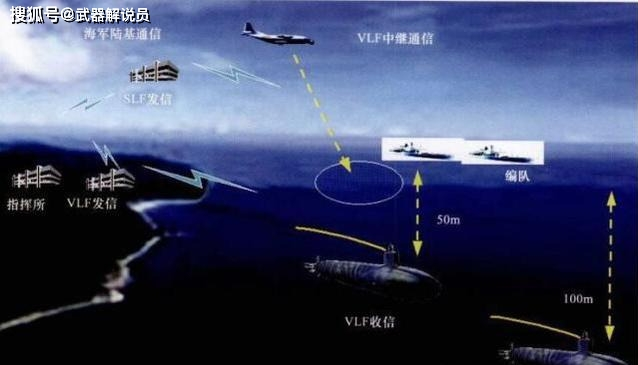 搜狐号@武器解说员
海军陆基通信
VLF中继通信
SLF发信
指挥所
VLF发信
编队
50m
VLF收信
100m